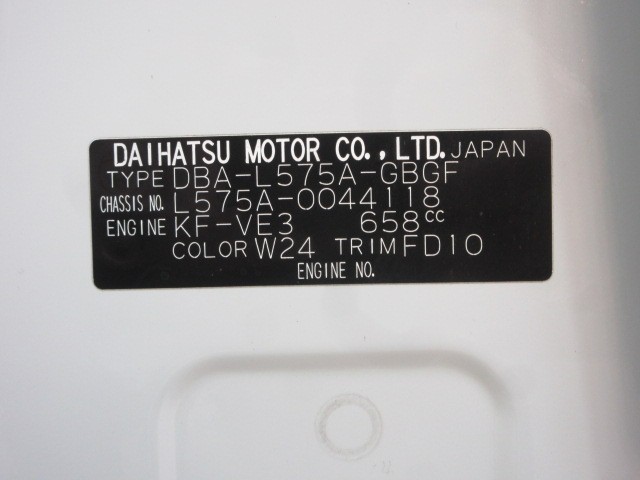 DAIHATSU MOTOR CO.,LTD. JAPAN
TYPE DBA-L575A-GBGF
CHASSIS NO. L575A-0044118
ENGINE KF-VE3 658cc
COLOR W24 TRIM FD10
ENGINE NO.